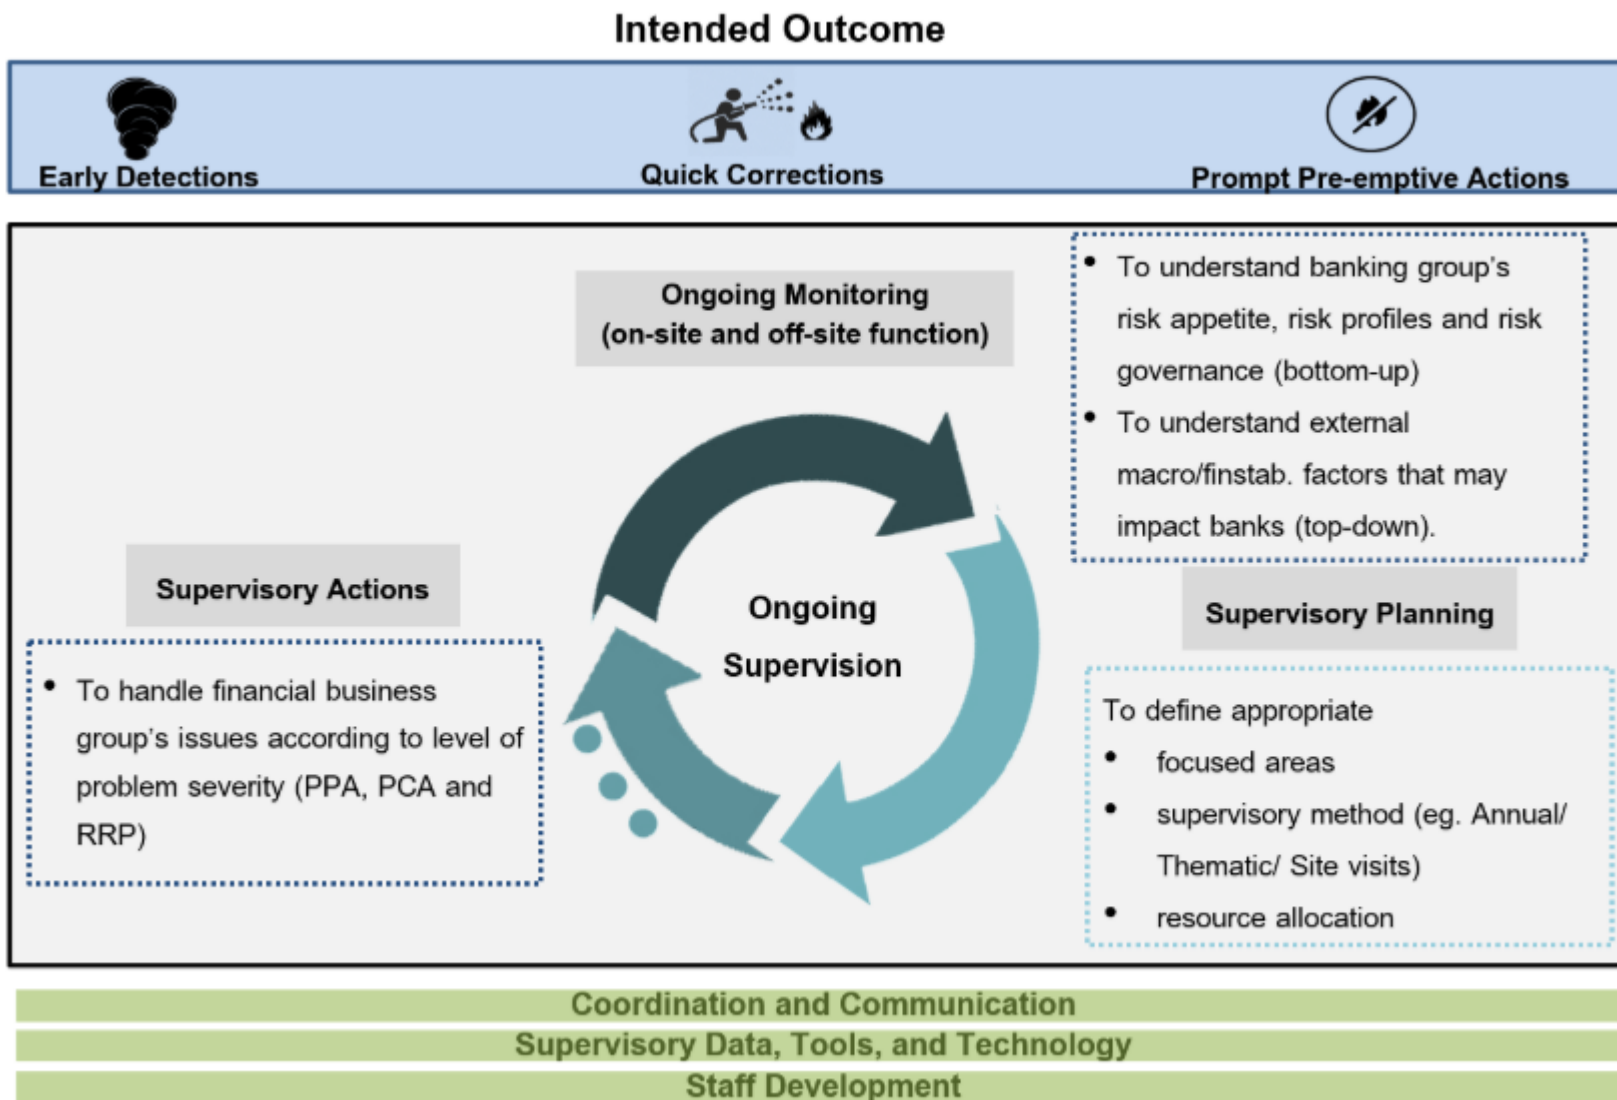 Intended Outcome
Early Detections
Quick Corrections
Prompt Pre-emptive Actions
Ongoing Monitoring
(on-site and off-site function)
• To understand banking group's
risk appetite, risk profiles and risk
governance (bottom-up)
• To understand external
macro/finstab. factors that may
impact banks (top-down).
Supervisory Actions
• To handle financial business
group's issues according to level of
problem severity (PPA, PCA and
RRP)
Ongoing
Supervision
Supervisory Planning
To define appropriate
• focused areas
• supervisory method (eg. Annual/
Thematic/ Site visits)
• resource allocation
Coordination and Communication
Supervisory Data, Tools, and Technology
Staff Development